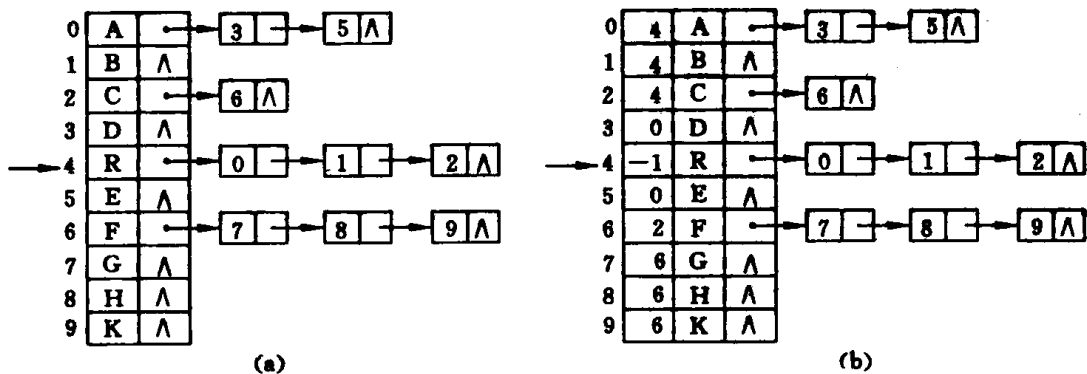 0 A 3 5 ∧
1 B ∧
2 C 6 ∧
3 D ∧
4 R 0 1 2 ∧
5 E ∧
6 F 7 8 9 ∧
7 G ∧
8 H ∧
9 K ∧
(a)
0 4 A 3 5 ∧
1 4 B ∧
2 4 C 6 ∧
3 0 D ∧
4 -1 R 0 1 2 ∧
5 0 E ∧
6 2 F 7 8 9 ∧
7 6 G ∧
8 6 H ∧
9 6 K ∧
(b)